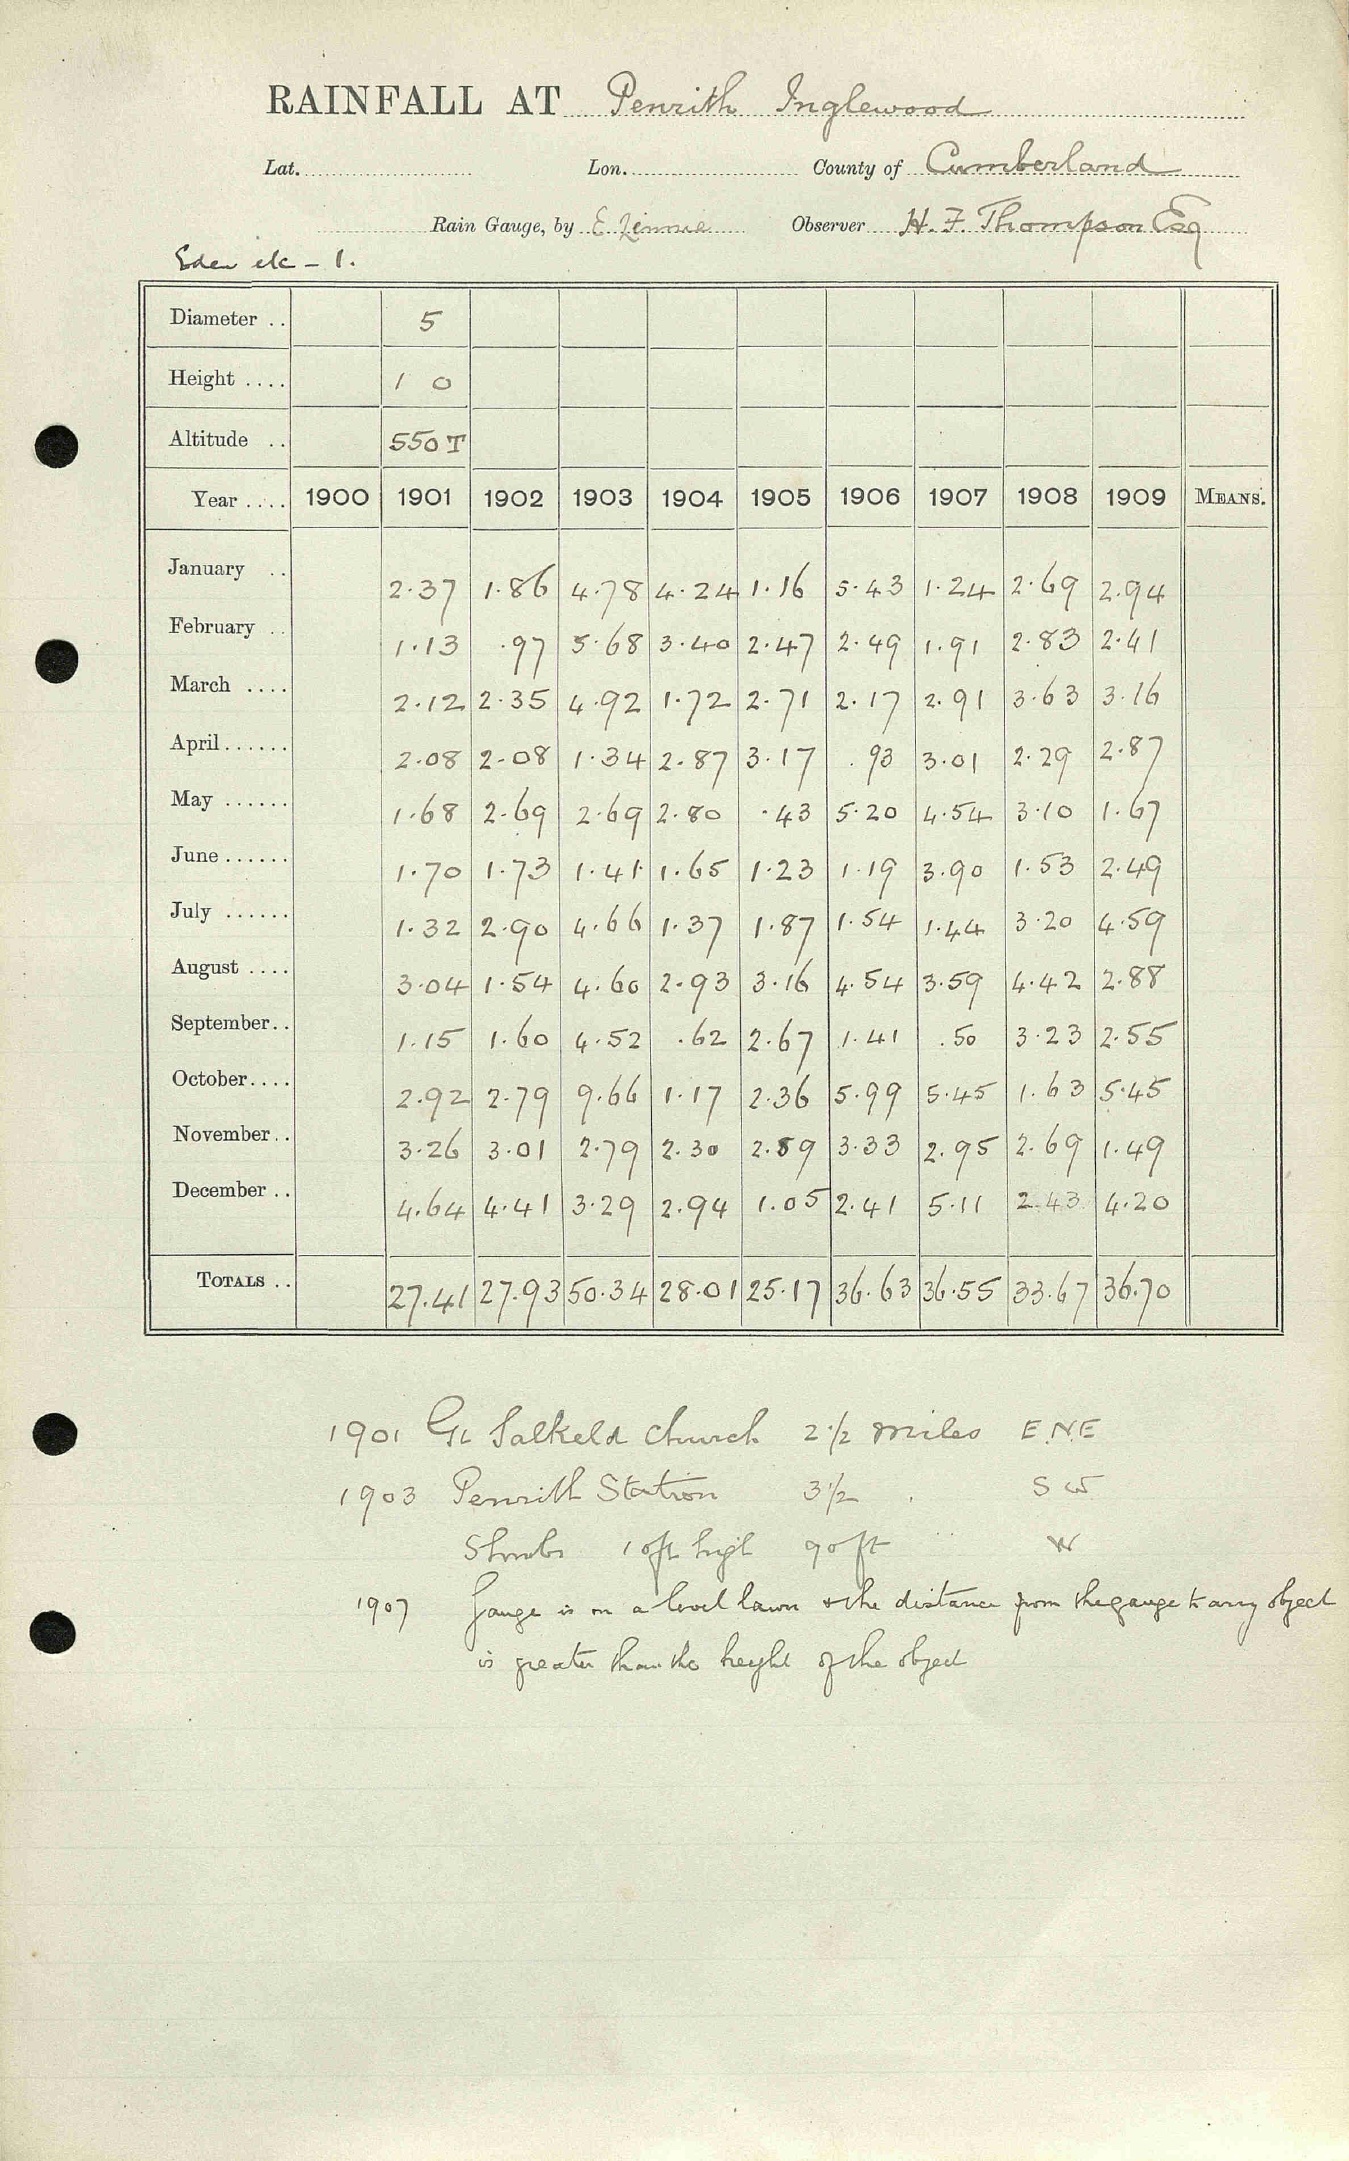 RAINFALL AT Penrith Inglewood
Lat. Lon. County of Cumberland
Rain Gauge, by Observer H. F. Thompson Esq
Eden etc - 1.
Diameter .. 5
Height .... 1 0
Altitude .. 550 T
Year .... 1900 1901 1902 1903 1904 1905 1906 1907 1908 1909 MEANS.
January .. 2.37 1.86 4.78 4.24 1.16 5.43 1.24 2.69 2.94
February .. 1.13 .97 5.68 3.40 2.47 2.49 1.91 2.83 2.41
March .... 2.12 2.35 4.92 1.72 2.71 2.17 2.91 3.63 3.16
April...... 2.08 2.08 1.34 2.87 3.17 .93 3.01 2.29 2.87
May ...... 1.68 2.69 2.69 2.80 .43 5.20 4.54 3.10 1.67
June...... 1.70 1.73 1.41 1.65 1.23 1.19 3.90 1.53 2.49
July ...... 1.32 2.90 4.66 1.37 1.87 1.54 1.44 3.20 4.59
August .... 3.04 1.54 4.60 2.93 3.16 4.54 3.59 4.42 2.88
September.. 1.15 1.60 4.52 .62 2.67 1.41 .50 3.23 2.55
October.... 2.92 2.79 9.66 1.17 2.36 5.99 5.45 1.63 5.45
November.. 3.26 3.01 2.79 2.30 2.89 3.33 2.95 2.69 1.49
December .. 4.64 4.41 3.29 2.94 1.05 2.41 5.11 2.43 4.20
TOTALS .. 27.41 27.93 50.34 28.01 25.17 36.63 36.55 33.67 36.70
1901 Gt Salkeld Church 2 1/2 miles E.N.E
1903 Penrith Station 3 1/2 " S W
Shrubs 10ft high 90 ft " W
1907 Gauge is on a level lawn & the distance from the gauge to any object
is greater than the height of the object